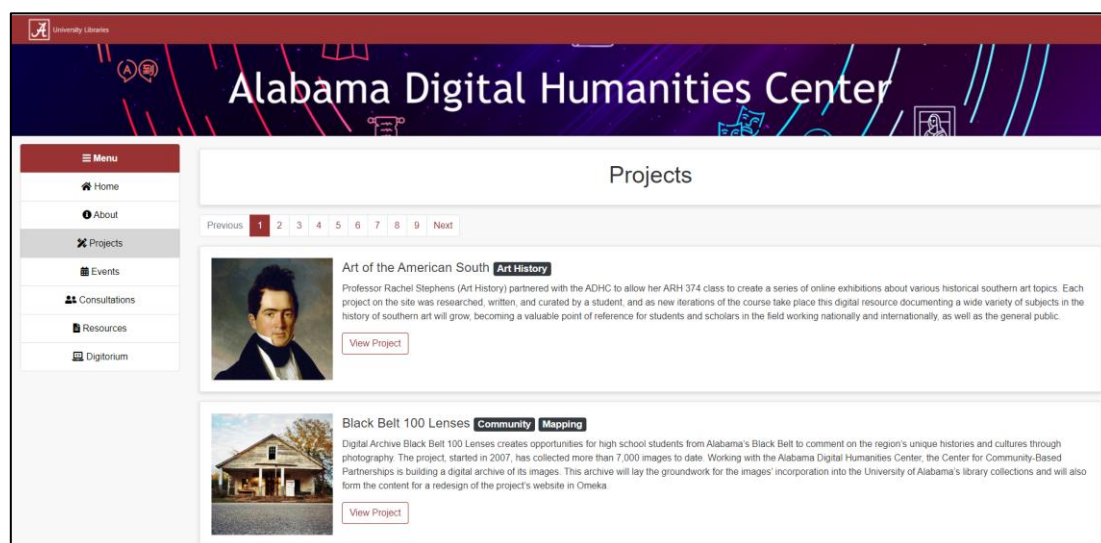 A University Libraries
Alabama Digital Humanities Center
Menu
Home
About
Projects
Events
Consultations
Resources
Digitorium
Projects
Previous 1 2 3 4 5 6 7 8 9 Next
Art of the American South Art History
Professor Rachel Stephens (Art History) partnered with the ADHC to allow her ARH 374 class to create a series of online exhibitions about various historical southern art topics. Each
project on the site was researched, written, and curated by a student, and as new iterations of the course take place this digital resource documenting a wide variety of subjects in the
history of southern art will grow, becoming a valuable point of reference for students and scholars in the field working nationally and internationally, as well as the general public.
View Project
Black Belt 100 Lenses Community Mapping
Digital Archive Black Belt 100 Lenses creates opportunities for high school students from Alabama's Black Belt to comment on the region's unique histories and cultures through
photography. The project, started in 2007, has collected more than 7,000 images to date. Working with the Alabama Digital Humanities Center, the Center for Community-Based
Partnerships is building a digital archive of its images. This archive will lay the groundwork for the images' incorporation into the University of Alabama's library collections and will also
form the content for a redesign of the project's website in Omeka.
View Project